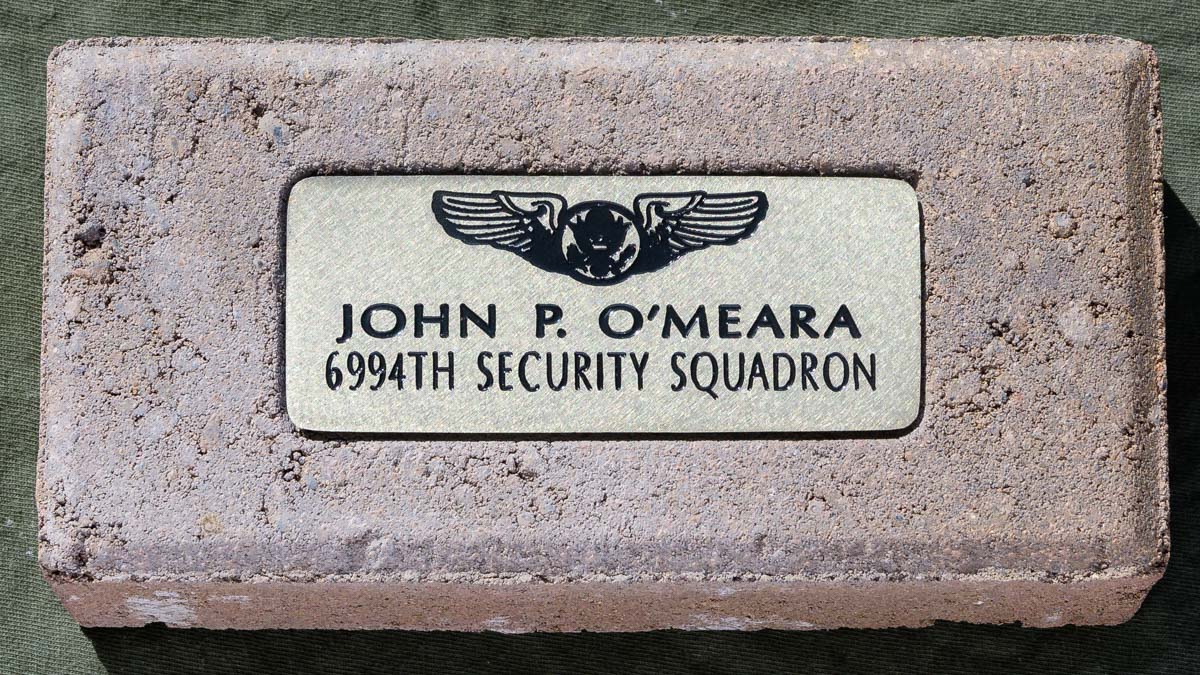 JOHN P. O'MEARA
6994TH SECURITY SQUADRON